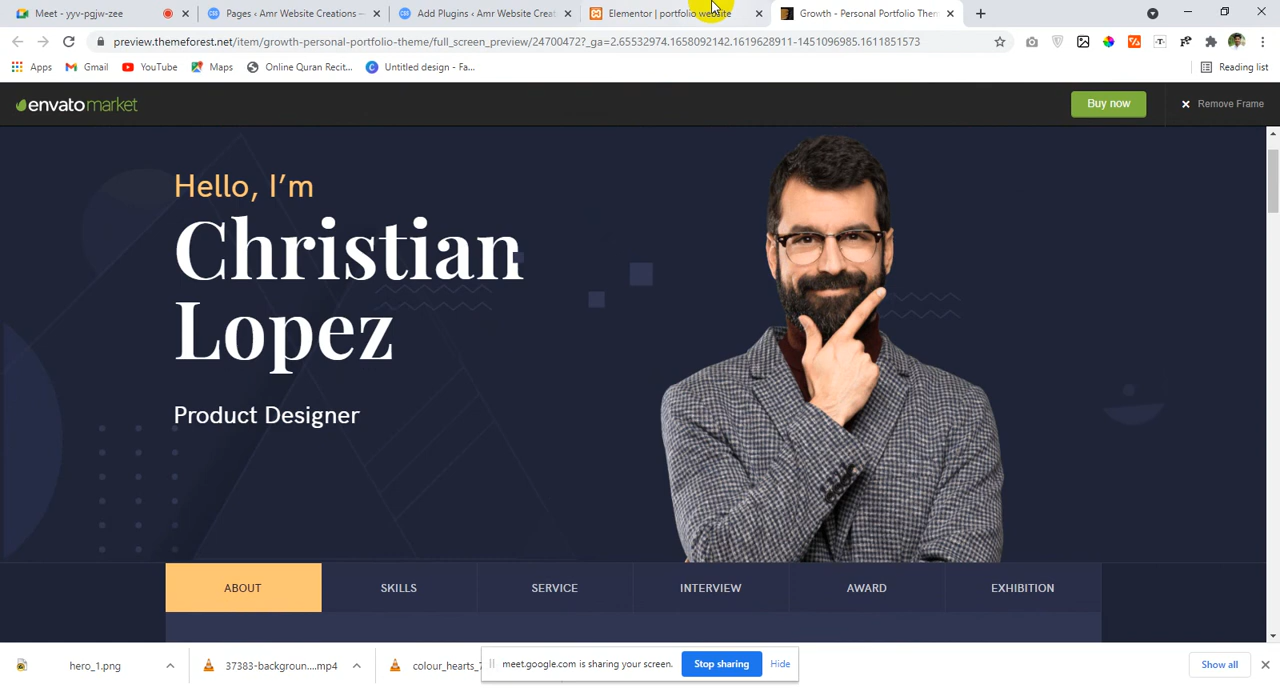 Meet - yyv-pgjw-zee
Pages ‹ Amr Website Creations —
Add Plugins ‹ Amr Website Creat
Elementor | portfolio website
Growth - Personal Portfolio Them
preview.themeforest.net/item/growth-personal-portfolio-theme/full_screen_preview/24700472?_ga=2.65532974.1658092142.1619628911-1451096985.1611851573
Apps
Gmail
YouTube
Maps
Online Quran Recit...
Untitled design - Fa...
Reading list
envatomarket
Buy now
Remove Frame
Hello, I'm
Christian
Lopez
Product Designer
ABOUT
SKILLS
SERVICE
INTERVIEW
AWARD
EXHIBITION
hero_1.png
37383-backgroun....mp4
colour_hearts_
meet.google.com is sharing your screen.
Stop sharing
Hide
Show all